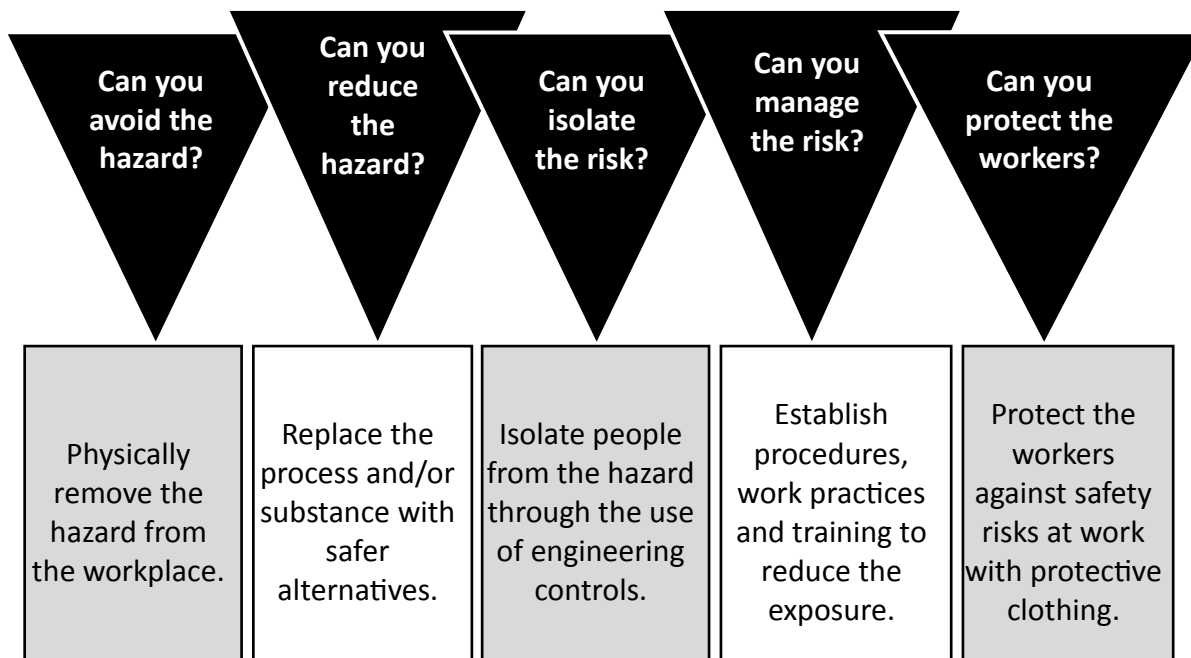 Can you
avoid the
hazard?
Can you
reduce
the
hazard?
Can you
isolate
the risk?
Can you
manage
the risk?
Can you
protect the
workers?
Physically
remove the
hazard from
the workplace.
Replace the
process and/or
substance with
safer
alternatives.
Isolate people
from the hazard
through the use
of engineering
controls.
Establish
procedures,
work practices
and training to
reduce the
exposure.
Protect the
workers
against safety
risks at work
with protective
clothing.